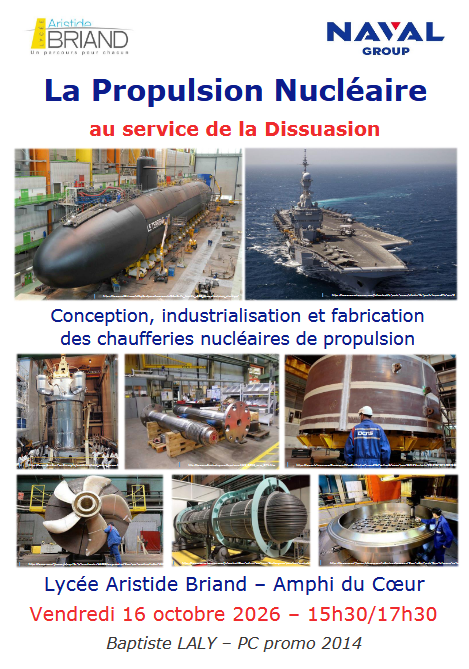 LYCÉE Aristide BRIAND
Un parcours pour chacun
NAVAL
GROUP
La Propulsion Nucléaire
au service de la Dissuasion
Conception, industrialisation et fabrication
des chaufferies nucléaires de propulsion
DCNS
Lycée Aristide Briand – Amphi du Cœur
Vendredi 16 octobre 2026 – 15h30/17h30
Baptiste LALY – PC promo 2014